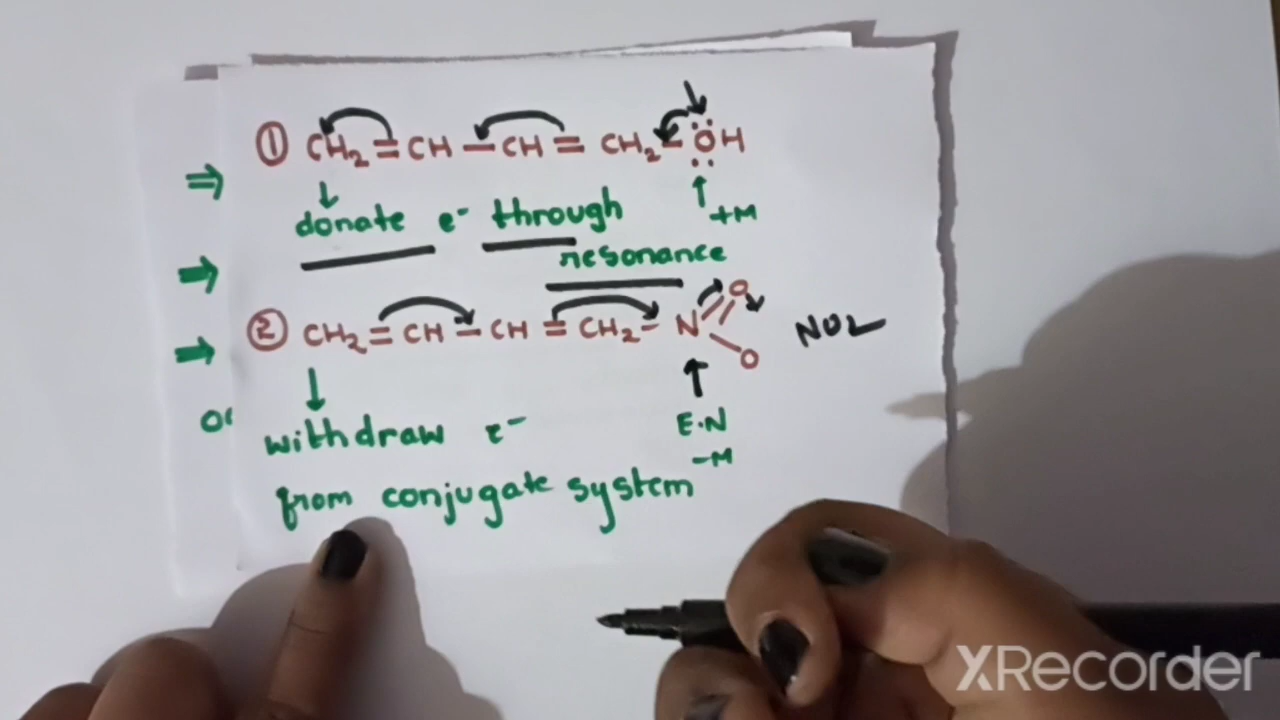 ① CH₂ = CH – CH = CH₂ – ÖH
donate e⁻ through
+M
resonance
② CH₂ = CH – CH = CH₂ – N O
O
NO2
E.N
withdraw e⁻
-M
from conjugate system
XRecorder